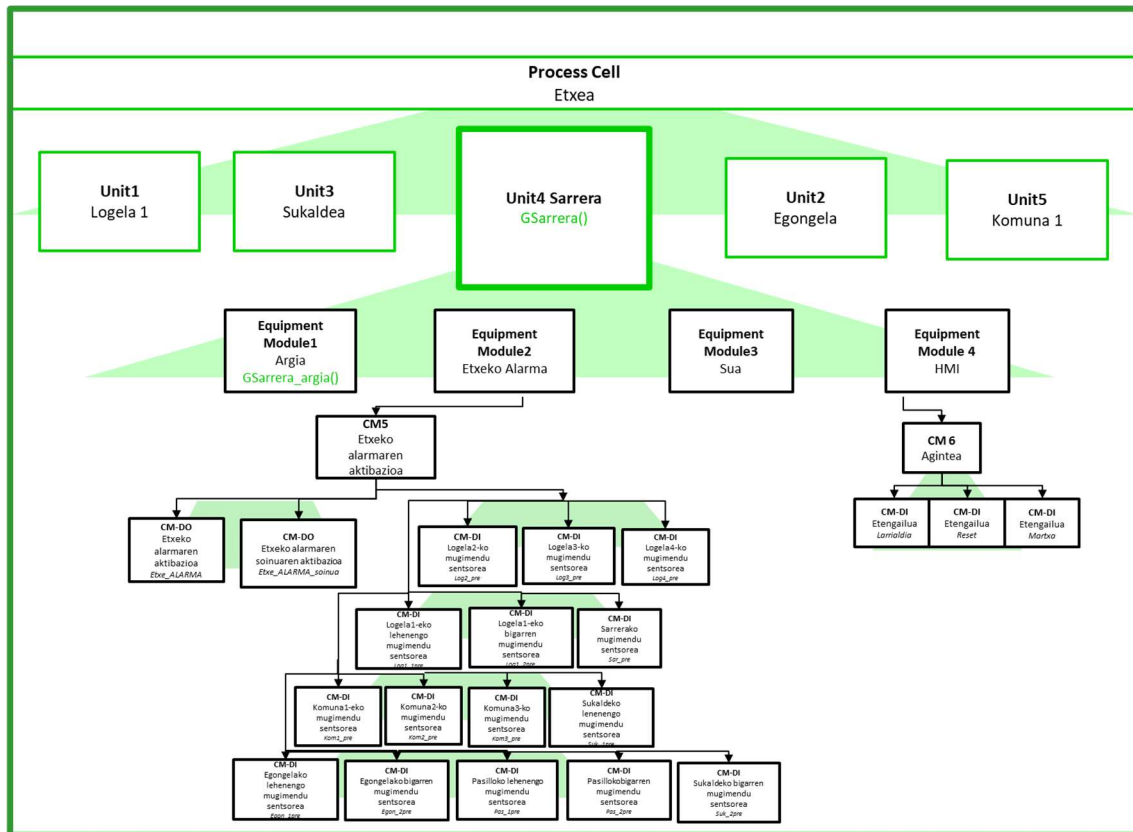 Process Cell
Etxea
Unit1
Logela 1
Unit3
Sukaldea
Unit4 Sarrera
GSarrera()
Unit2
Egongela
Unit5
Komuna 1
Equipment
Module1
Argia
GSarrera_argia()
Equipment
Module2
Etxeko Alarma
Equipment
Module3
Sua
Equipment
Module 4
HMI
CM5
Etxeko
alarmaren
aktibazioa
CM 6
Agintea
CM-DO
Etxeko
alarmaren
aktibazioa
Etxe_ALARMA
CM-DO
Etxeko alarmaren
soinuaren aktibazioa
Etxe_ALARMA_soinua
CM-DI
Logela2-ko
mugimendu
sentsorea
Log2_pre
CM-DI
Logela3-ko
mugimendu
sentsorea
Log3_pre
CM-DI
Logela4-ko
mugimendu
sentsorea
Log4_pre
CM-DI
Etengailua
Larrialdia
CM-DI
Etengailua
Reset
CM-DI
Etengailua
Martxa
CM-DI
Logela1-eko
lehenengo
mugimendu
sentsorea
Log1_1pre
CM-DI
Logela1-eko
bigarren
mugimendu
sentsorea
Log1_2pre
CM-DI
Sarrerako
mugimendu
sentsorea
Sar_pre
CM-DI
Komuna1-eko
mugimendu
sentsorea
Kom1_pre
CM-DI
Komuna2-ko
mugimendu
sentsorea
Kom2_pre
CM-DI
Komuna3-ko
mugimendu
sentsorea
Kom3_pre
CM-DI
Sukaldeko
lenenengo
mugimendu
sentsorea
Suk_1pre
CM-DI
Egongelako
lehenengo
mugimendu
sentsorea
Egon_1pre
CM-DI
Egongelako bigarren
mugimendu
sentsorea
Egon_2pre
CM-DI
Pasilloko lehenengo
mugimendu
sentsorea
Pas_1pre
CM-DI
Pasillokobigarren
mugimendu
sentsorea
Pas_2pre
CM-DI
Sukaldeko bigarren
mugimendu
sentsorea
Suk_2pre